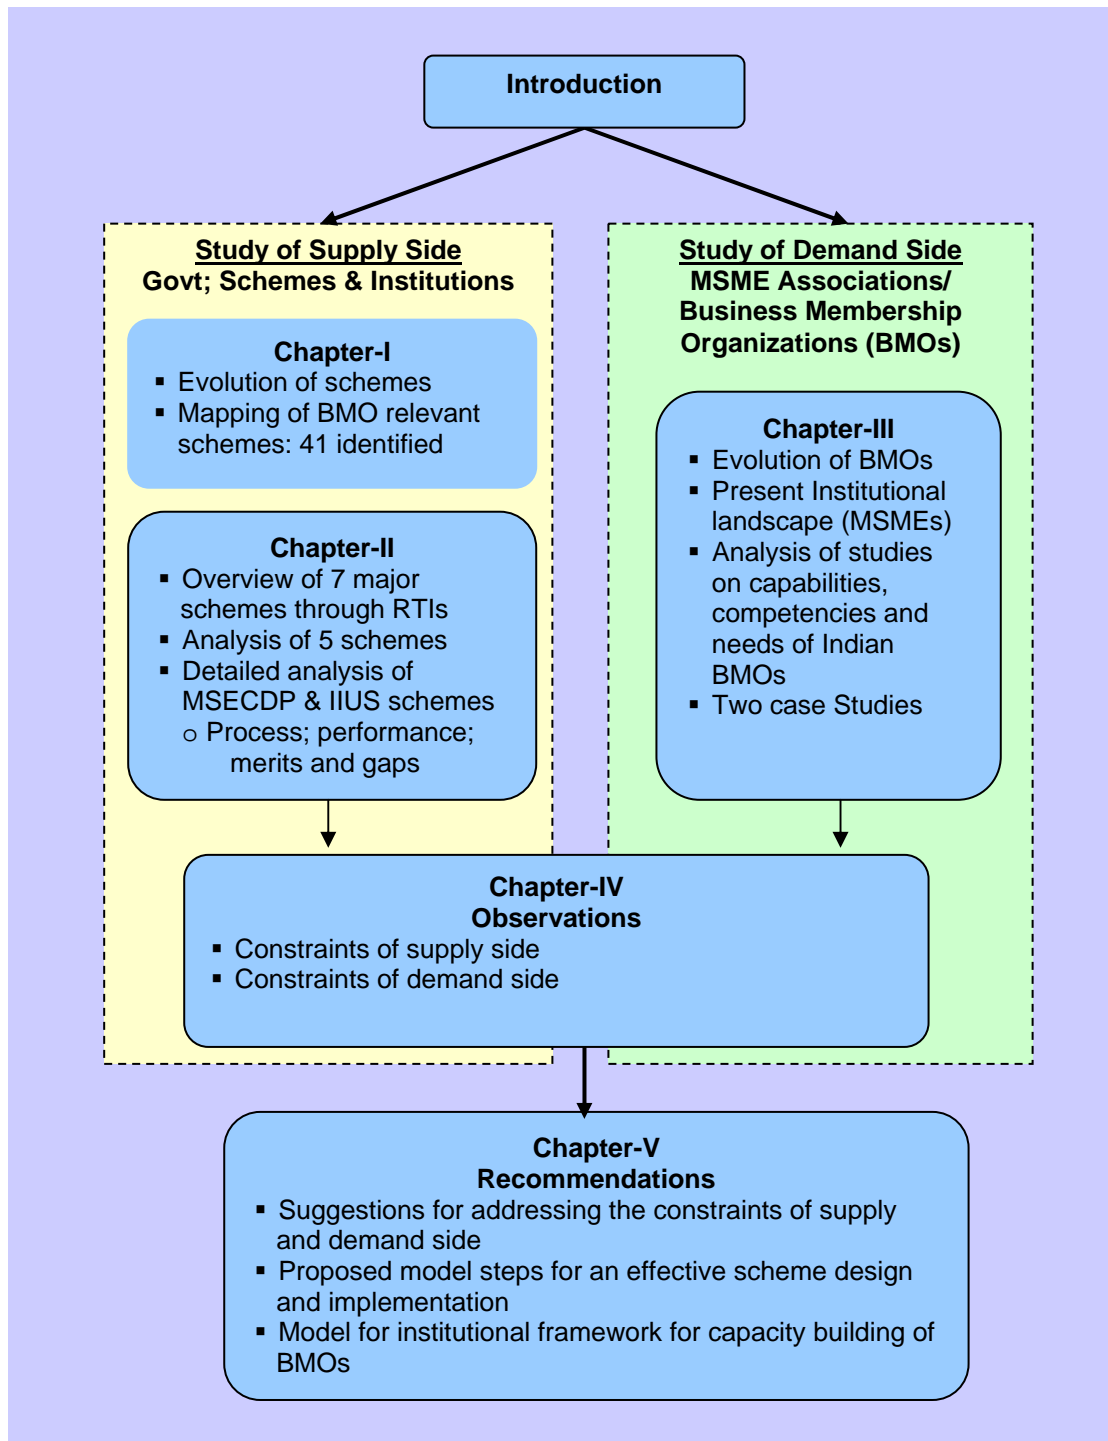 Introduction
Study of Supply Side
Govt; Schemes & Institutions
Chapter-I
▪ Evolution of schemes
▪ Mapping of BMO relevant
schemes: 41 identified
Chapter-II
▪ Overview of 7 major
schemes through RTIs
▪ Analysis of 5 schemes
▪ Detailed analysis of
MSECDP & IIUS schemes
o Process; performance;
merits and gaps
Study of Demand Side
MSME Associations/
Business Membership
Organizations (BMOs)
Chapter-III
▪ Evolution of BMOs
▪ Present Institutional
landscape (MSMEs)
▪ Analysis of studies
on capabilities,
competencies and
needs of Indian
BMOs
▪ Two case Studies
Chapter-IV
Observations
▪ Constraints of supply side
▪ Constraints of demand side
Chapter-V
Recommendations
▪ Suggestions for addressing the constraints of supply
and demand side
▪ Proposed model steps for an effective scheme design
and implementation
▪ Model for institutional framework for capacity building of
BMOs